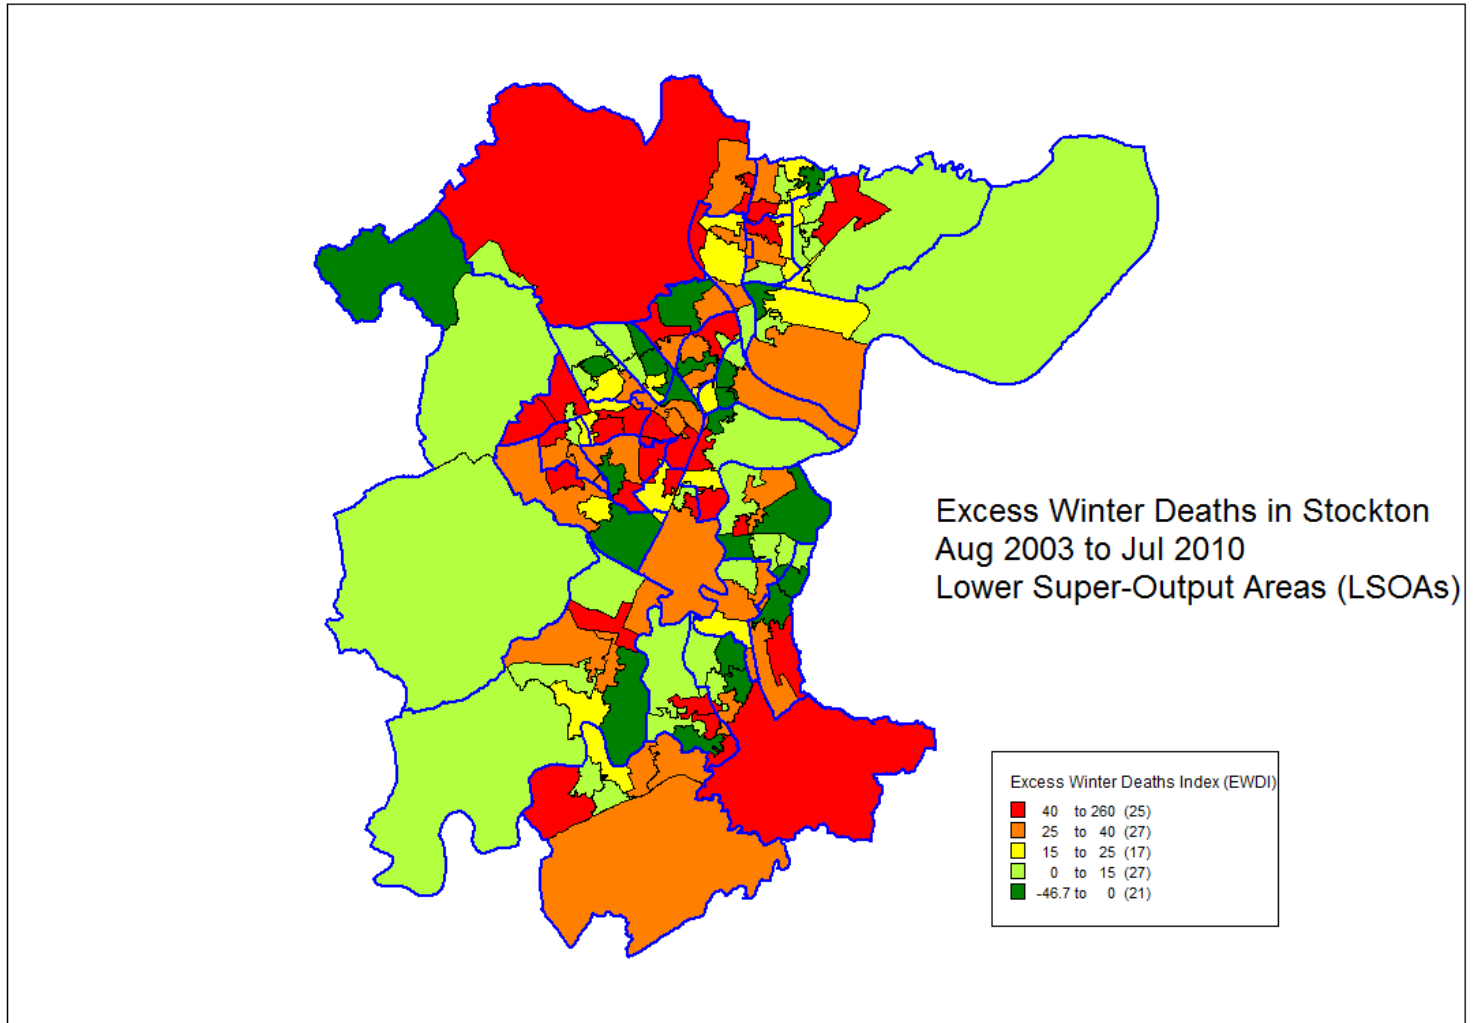 Excess Winter Deaths in Stockton
Aug 2003 to Jul 2010
Lower Super-Output Areas (LSOAs)
Excess Winter Deaths Index (EWDI)
40 to 260 (25)
25 to 40 (27)
15 to 25 (17)
0 to 15 (27)
-46.7 to 0 (21)